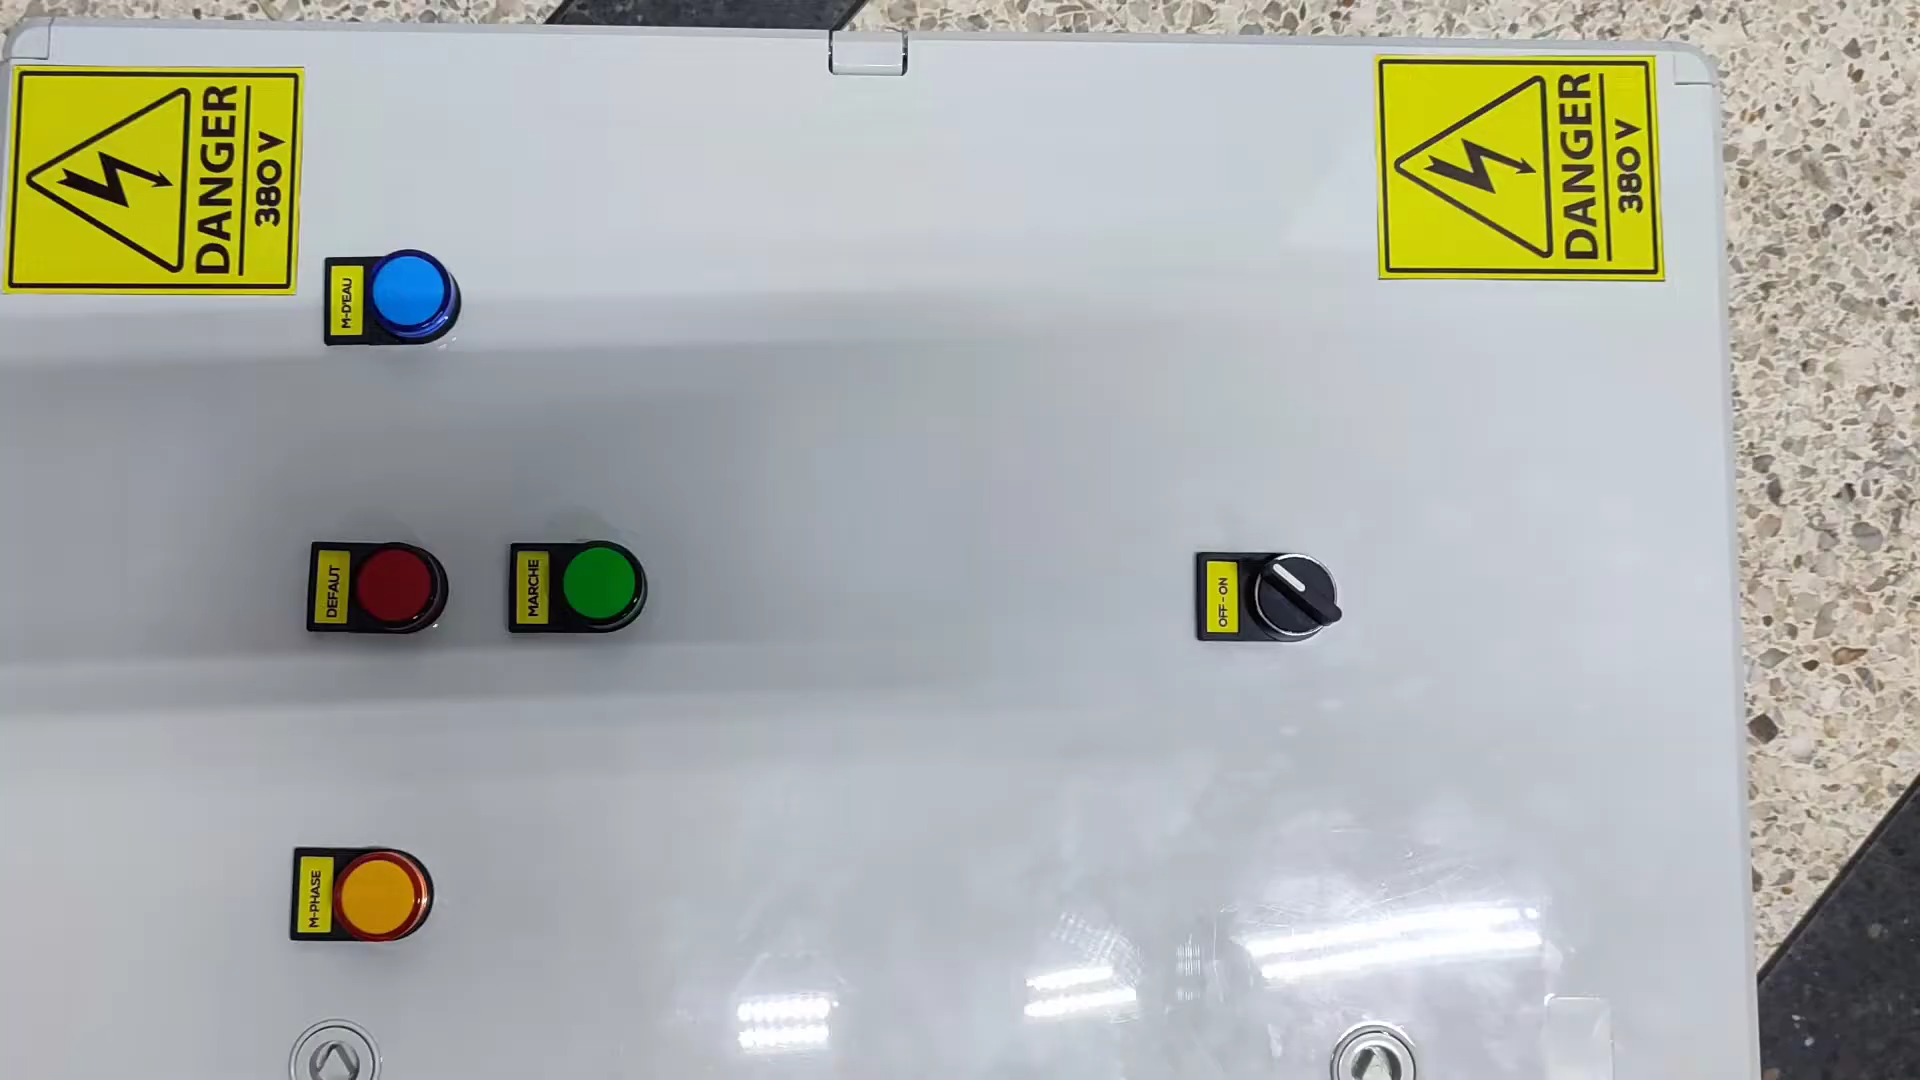 DANGER
380 V
DANGER
380 V
M-D'EAU
DEFAUT
MARCHE
OFF - ON
M-PHASE